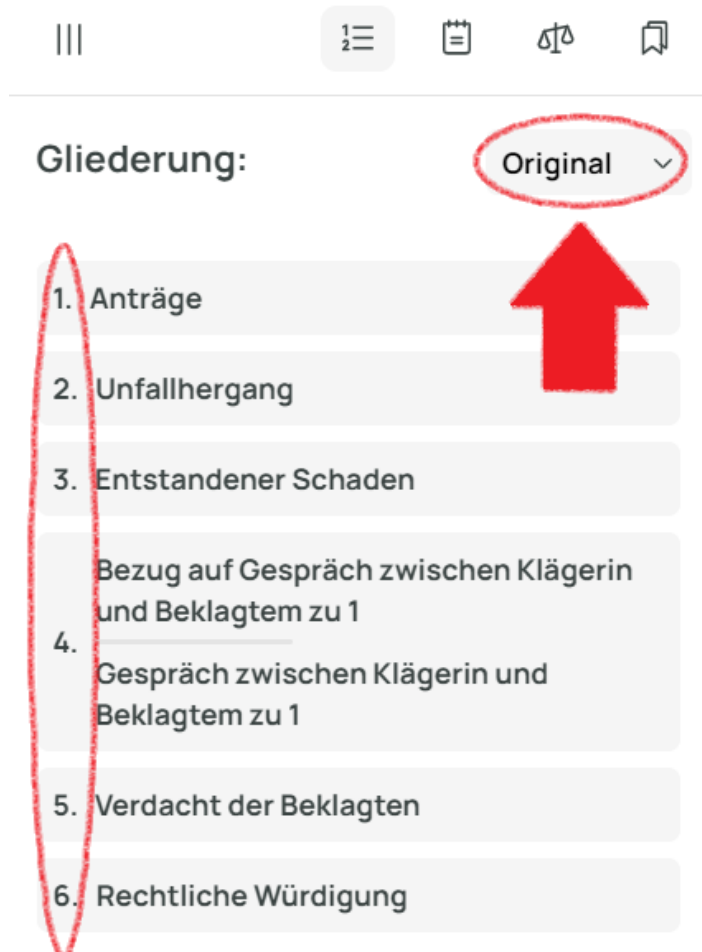 Gliederung:
Original
1. Anträge
2. Unfallhergang
3. Entstandener Schaden
4.
Bezug auf Gespräch zwischen Klägerin
und Beklagtem zu 1
Gespräch zwischen Klägerin und
Beklagtem zu 1
5. Verdacht der Beklagten
6. Rechtliche Würdigung